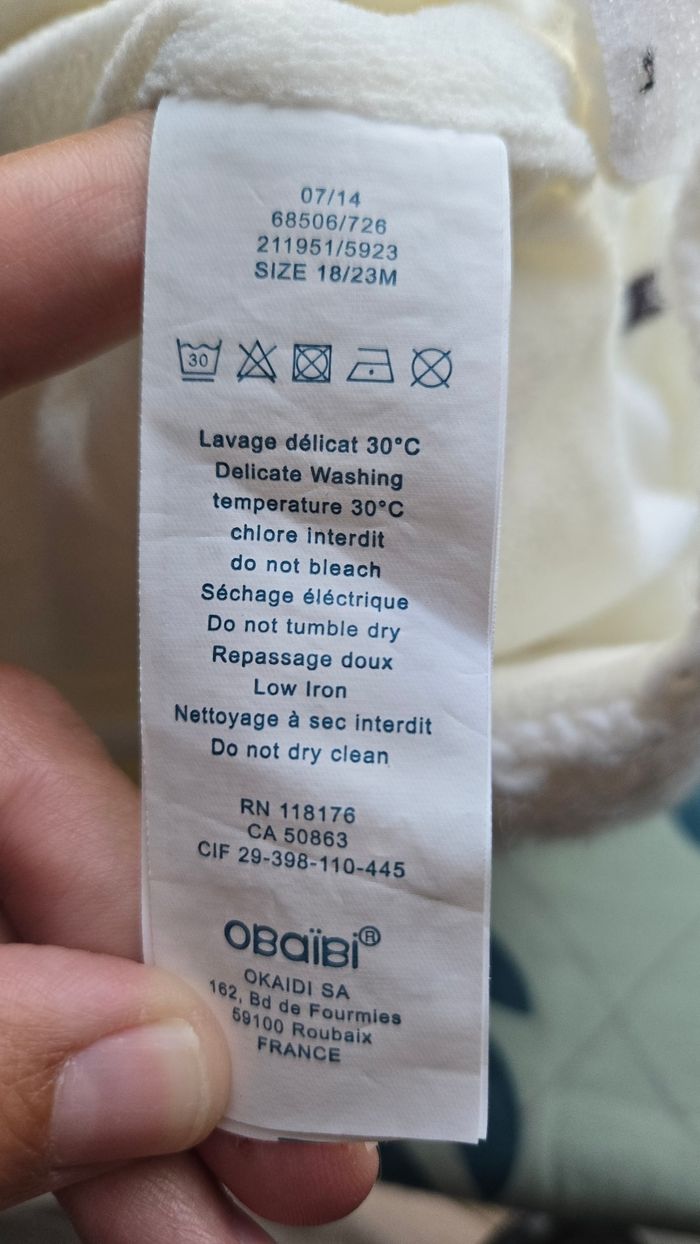 07/14
68506/726
211951/5923
SIZE 18/23M
30
Lavage délicat 30°C
Delicate Washing
temperature 30°C
chlore interdit
do not bleach
Séchage éléctrique
Do not tumble dry
Repassage doux
Low Iron
Nettoyage à sec interdit
Do not dry clean
RN 118176
CA 50863
CIF 29-398-110-445
OBaïBi®
OKAIDI SA
162, Bd de Fourmies
59100 Roubaix
FRANCE